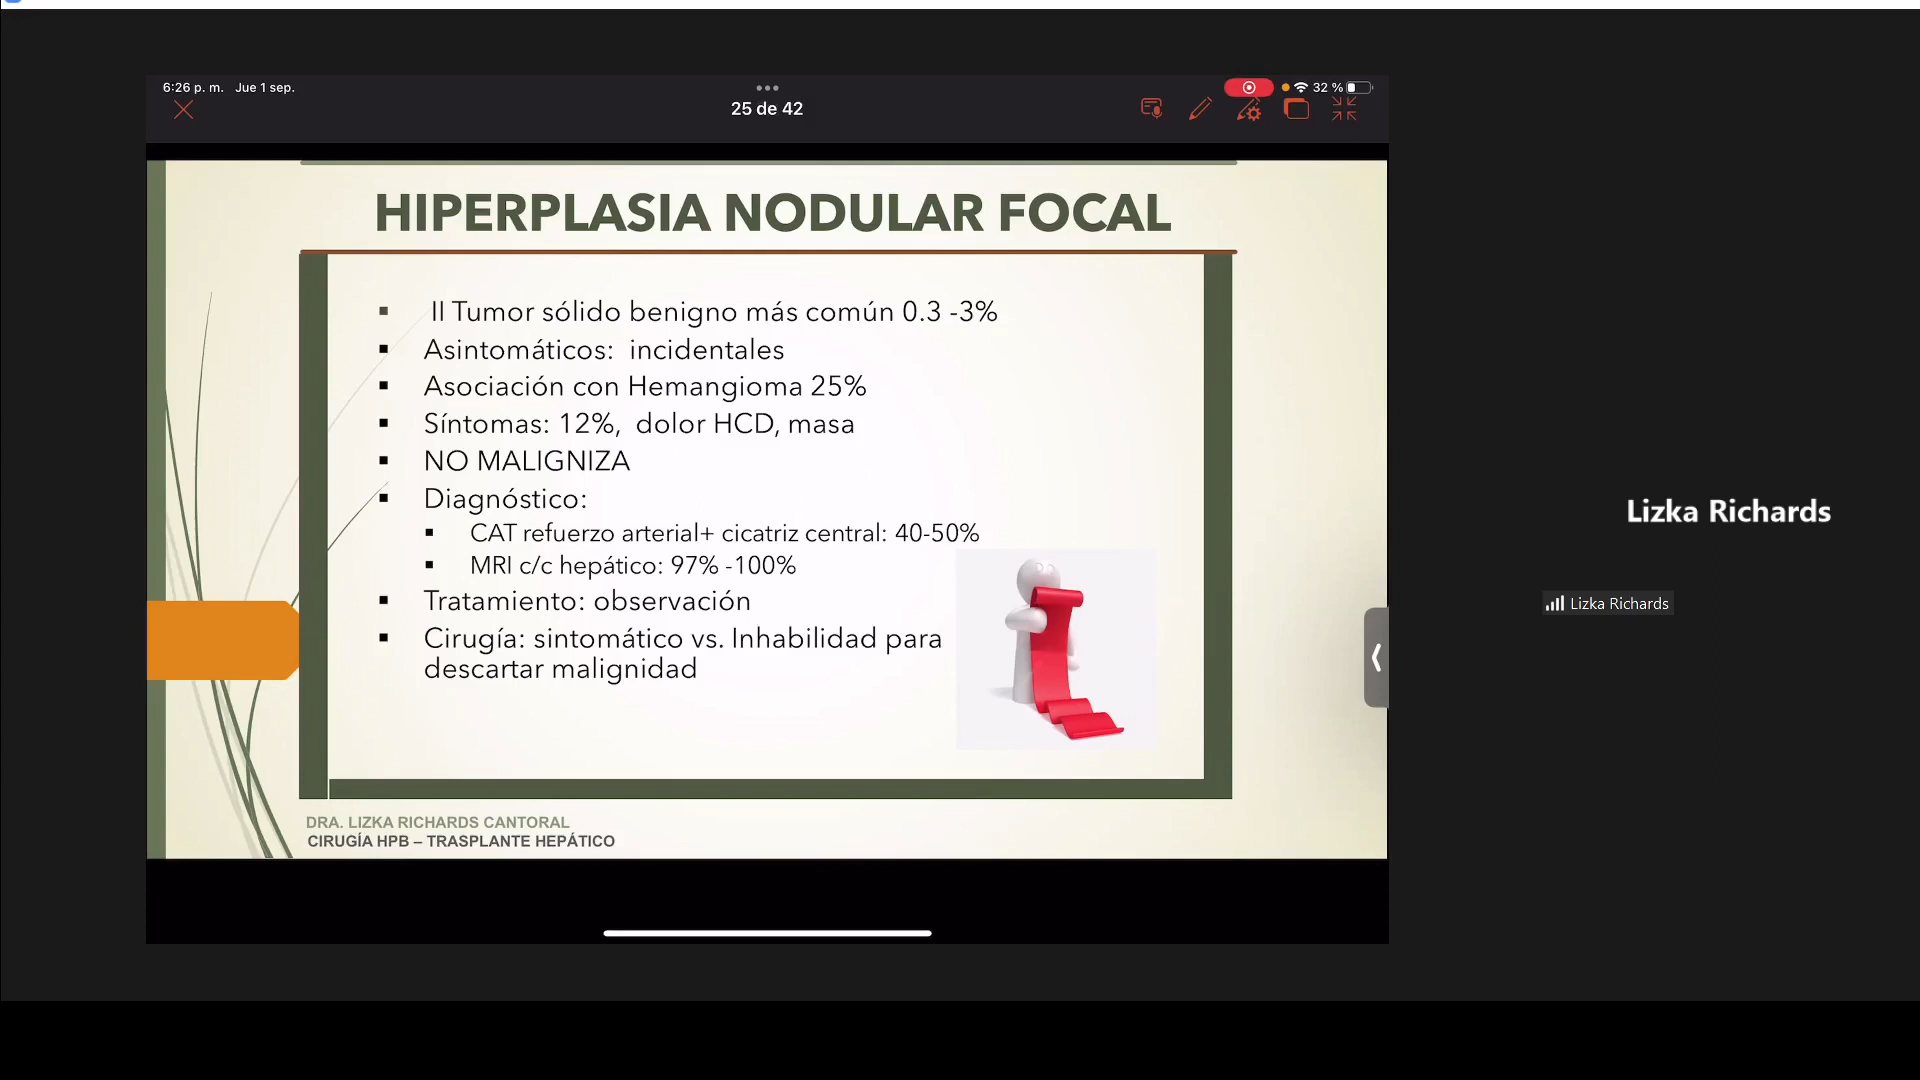 6:26 p. m. Jue 1 sep.
32 %
25 de 42
HIPERPLASIA NODULAR FOCAL
II Tumor sólido benigno más común 0.3 -3%
Asintomáticos: incidentales
Asociación con Hemangioma 25%
Síntomas: 12%, dolor HCD, masa
NO MALIGNIZA
Diagnóstico:
CAT refuerzo arterial+ cicatriz central: 40-50%
MRI c/c hepático: 97% -100%
Tratamiento: observación
Cirugía: sintomático vs. Inhabilidad para
descartar malignidad
DRA. LIZKA RICHARDS CANTORAL
CIRUGÍA HPB – TRASPLANTE HEPÁTICO
Lizka Richards
Lizka Richards